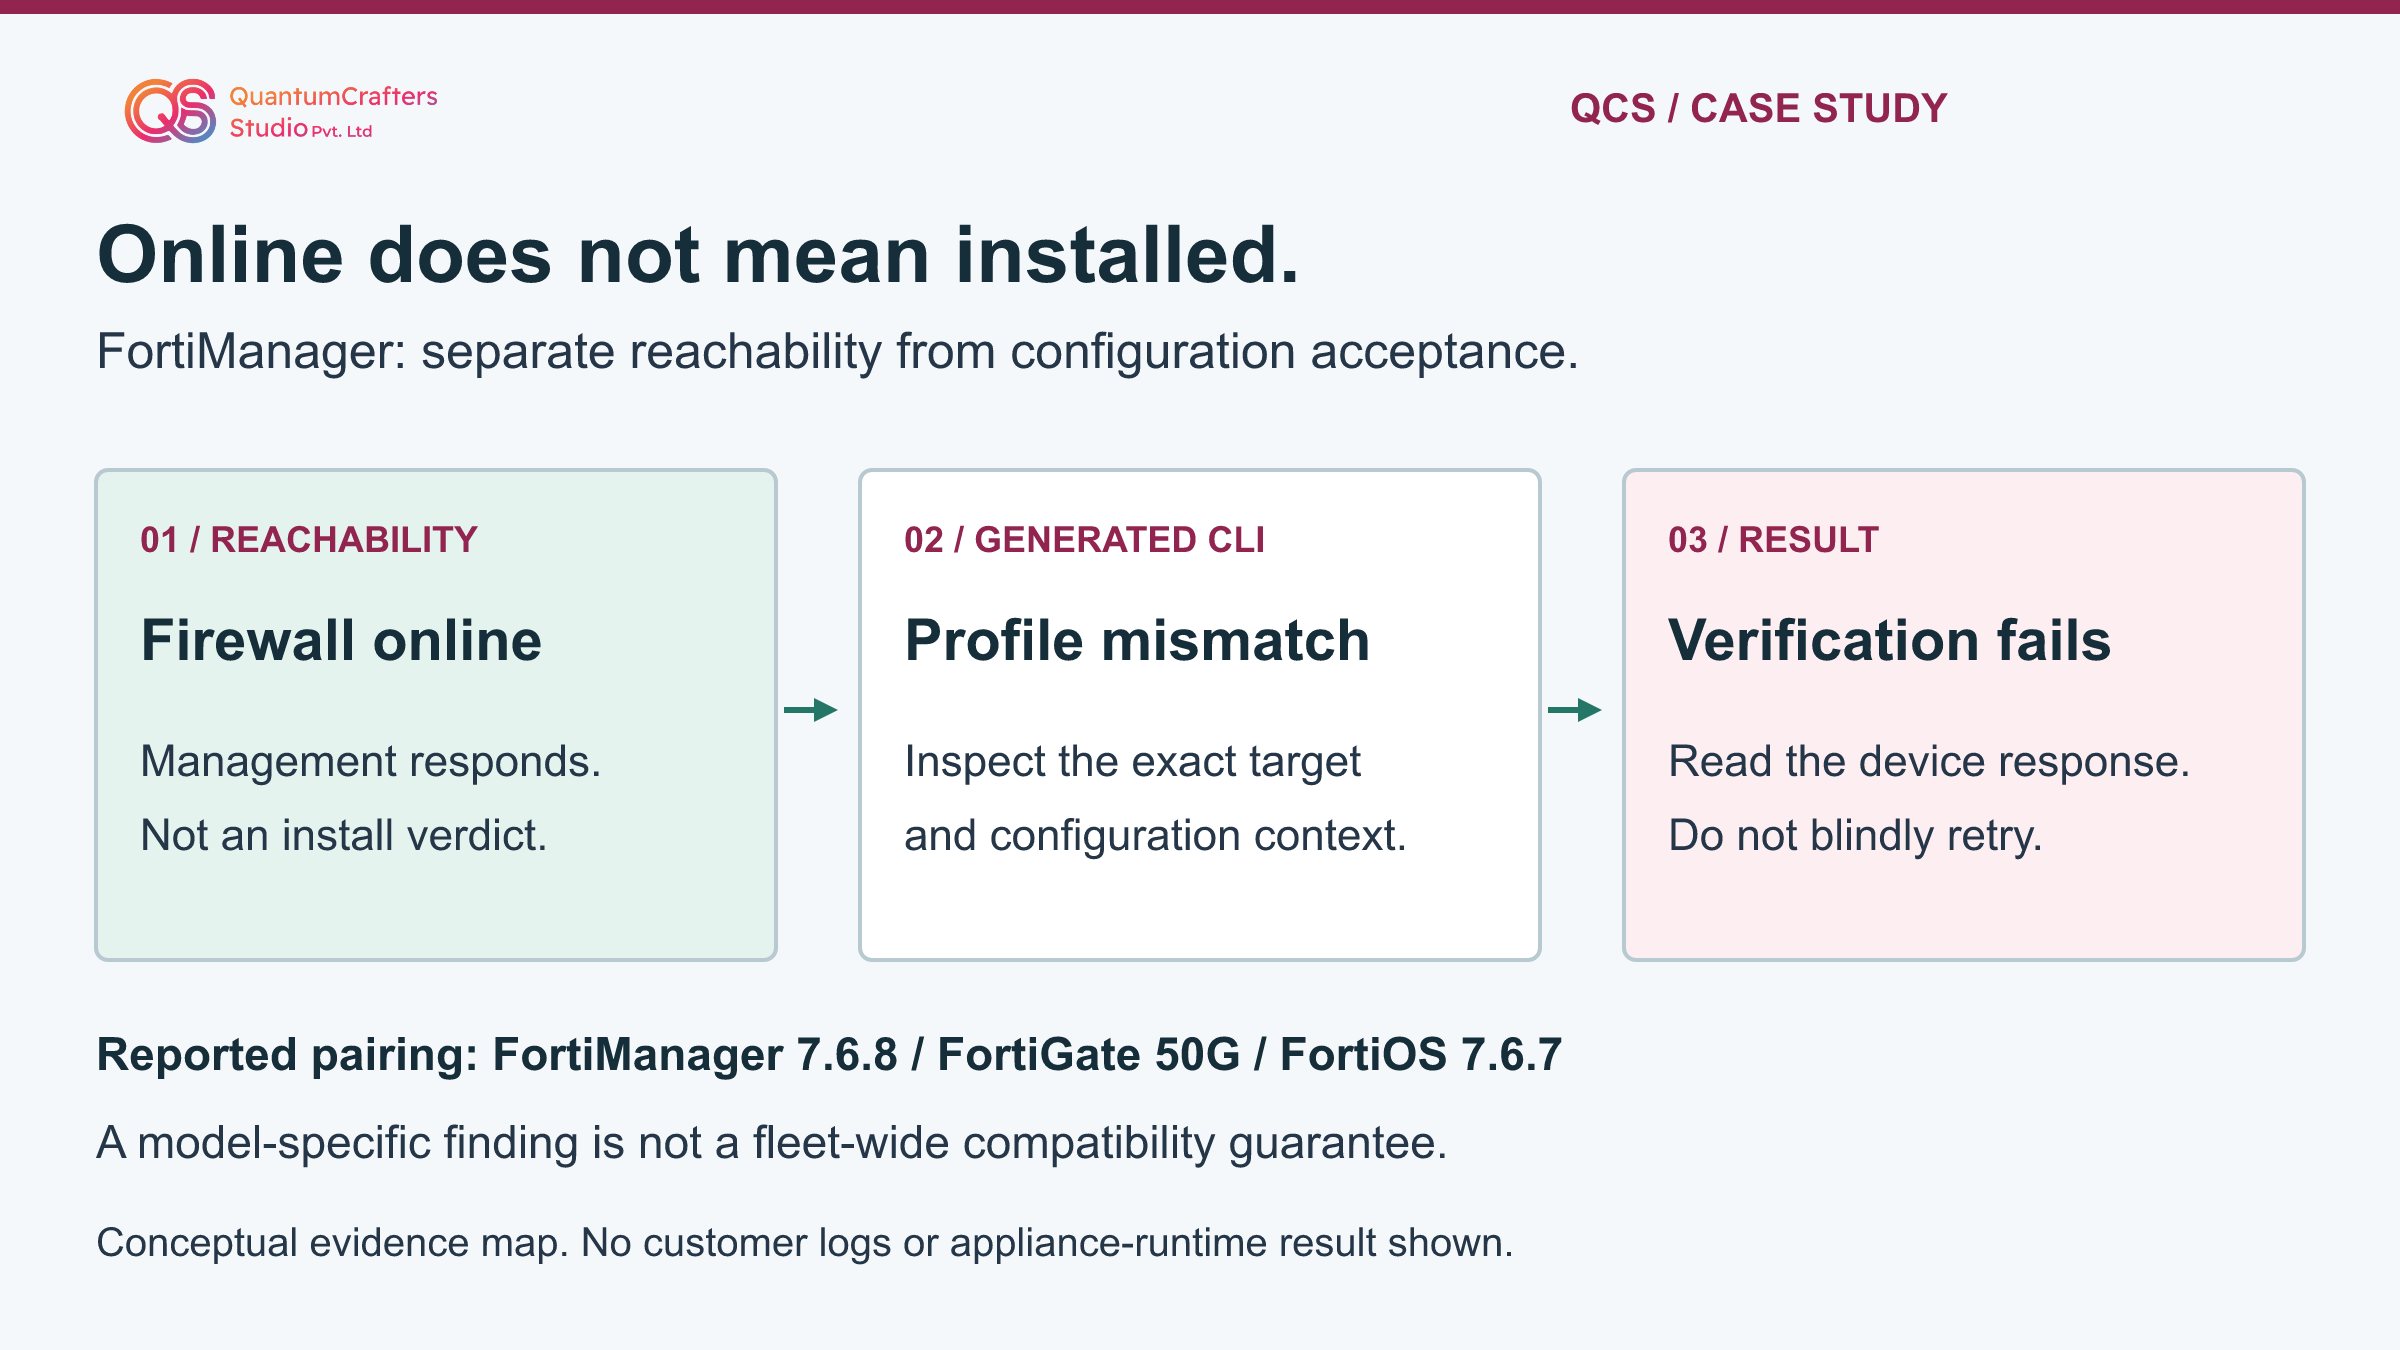 QS QuantumCrafters
Studio Pvt. Ltd
QCS / CASE STUDY
Online does not mean installed.
FortiManager: separate reachability from configuration acceptance.
01 / REACHABILITY
Firewall online
Management responds.
Not an install verdict.
02 / GENERATED CLI
Profile mismatch
Inspect the exact target
and configuration context.
03 / RESULT
Verification fails
Read the device response.
Do not blindly retry.
Reported pairing: FortiManager 7.6.8 / FortiGate 50G / FortiOS 7.6.7
A model-specific finding is not a fleet-wide compatibility guarantee.
Conceptual evidence map. No customer logs or appliance-runtime result shown.